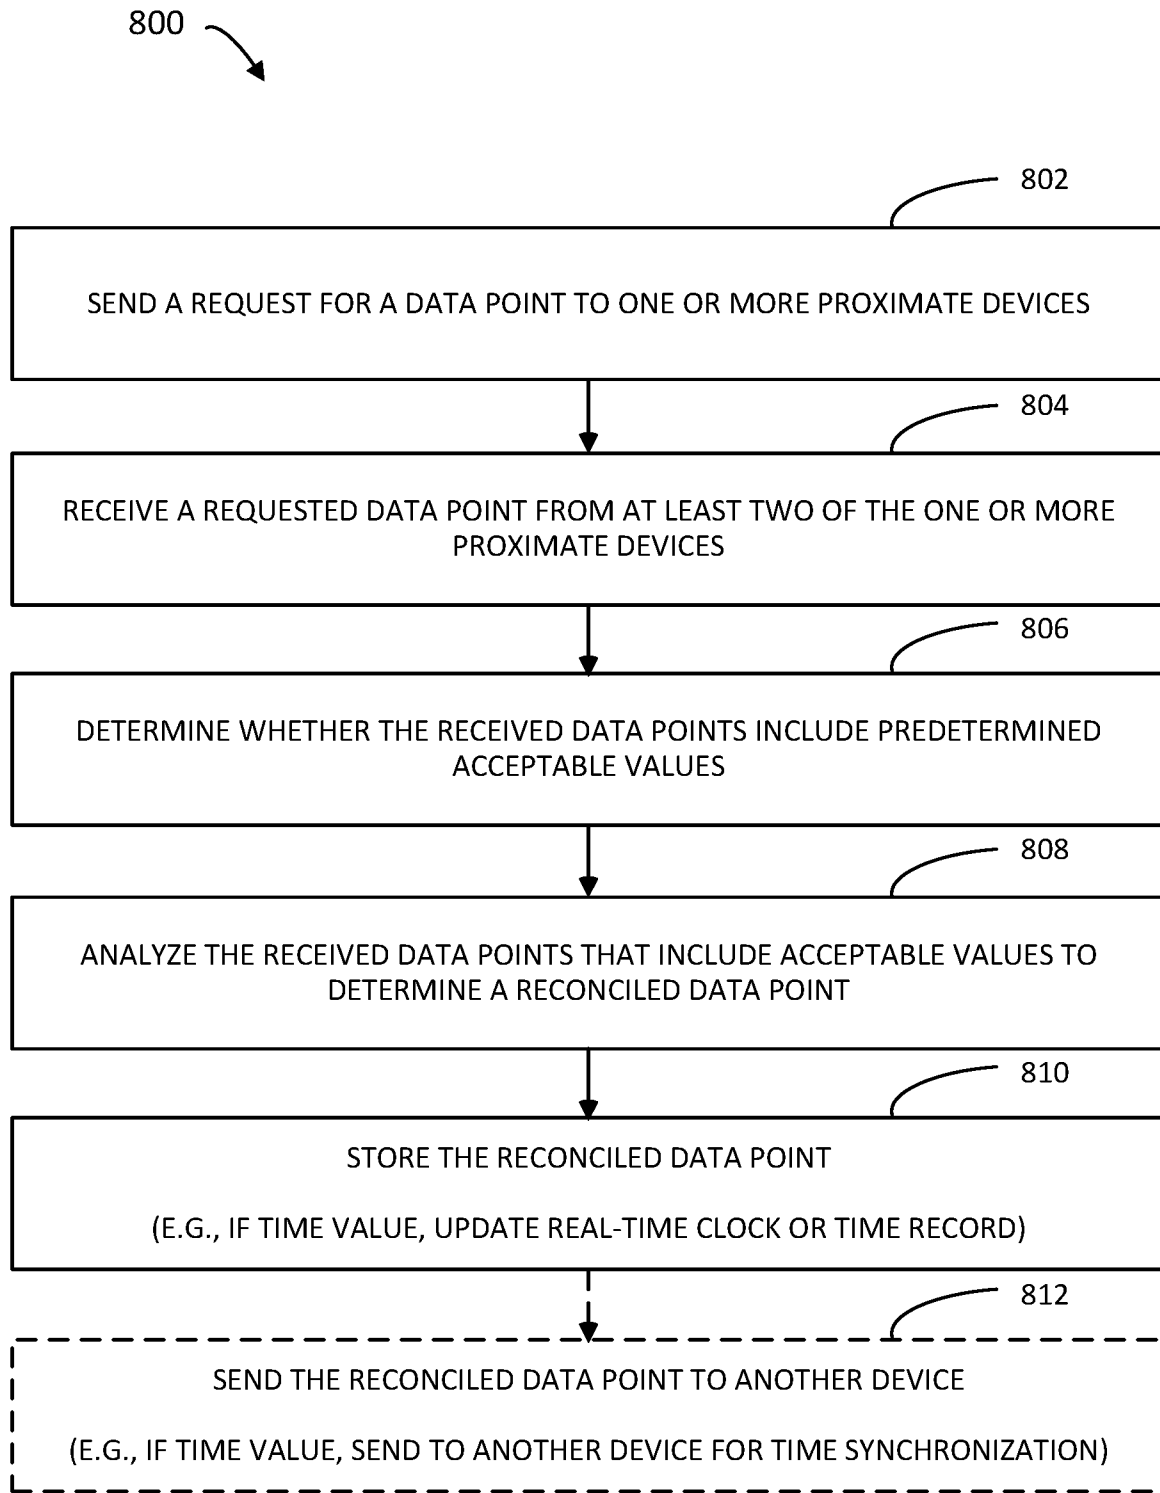 800
802
SEND A REQUEST FOR A DATA POINT TO ONE OR MORE PROXIMATE DEVICES
804
RECEIVE A REQUESTED DATA POINT FROM AT LEAST TWO OF THE ONE OR MORE
PROXIMATE DEVICES
806
DETERMINE WHETHER THE RECEIVED DATA POINTS INCLUDE PREDETERMINED
ACCEPTABLE VALUES
808
ANALYZE THE RECEIVED DATA POINTS THAT INCLUDE ACCEPTABLE VALUES TO
DETERMINE A RECONCILED DATA POINT
810
STORE THE RECONCILED DATA POINT
(E.G., IF TIME VALUE, UPDATE REAL-TIME CLOCK OR TIME RECORD)
812
SEND THE RECONCILED DATA POINT TO ANOTHER DEVICE
(E.G., IF TIME VALUE, SEND TO ANOTHER DEVICE FOR TIME SYNCHRONIZATION)